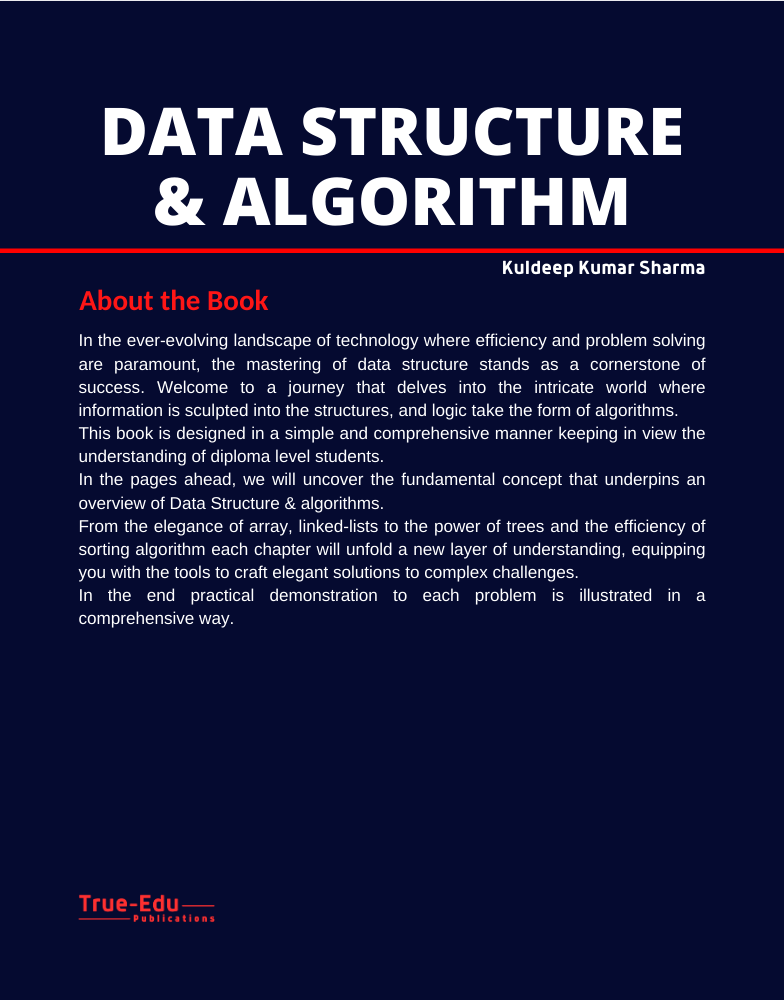 DATA STRUCTURE
& ALGORITHM
Kuldeep Kumar Sharma
About the Book
In the ever-evolving landscape of technology where efficiency and problem solving
are paramount, the mastering of data structure stands as a cornerstone of
success. Welcome to a journey that delves into the intricate world where
information is sculpted into the structures, and logic take the form of algorithms.
This book is designed in a simple and comprehensive manner keeping in view the
understanding of diploma level students.
In the pages ahead, we will uncover the fundamental concept that underpins an
overview of Data Structure & algorithms.
From the elegance of array, linked-lists to the power of trees and the efficiency of
sorting algorithm each chapter will unfold a new layer of understanding, equipping
you with the tools to craft elegant solutions to complex challenges.
In the end practical demonstration to each problem is illustrated in a
comprehensive way.
True-Edu
Publications